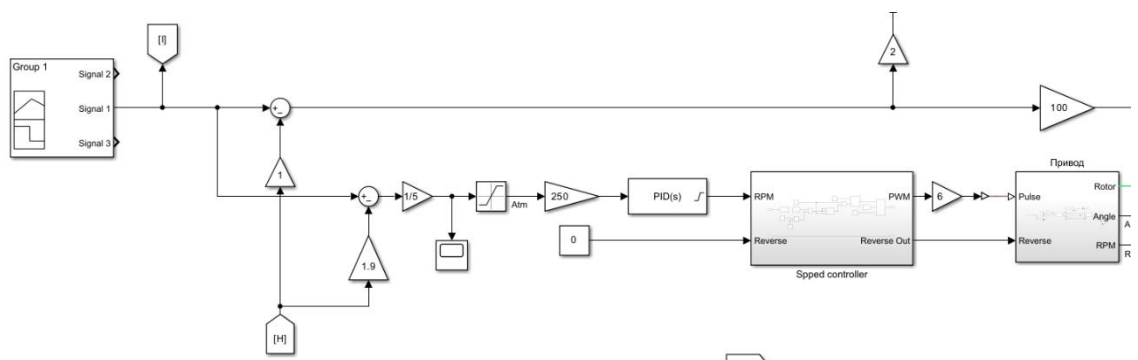 [I]
Group 1
Signal 2
Signal 1
Signal 3
2
100
1
1/5
Atm
250
PID(s)
RPM
PWM
Reverse
Reverse Out
Spped controller
6
Привод
Pulse
Rotor
Angle
Reverse
RPM
A
R
0
1.9
[H]